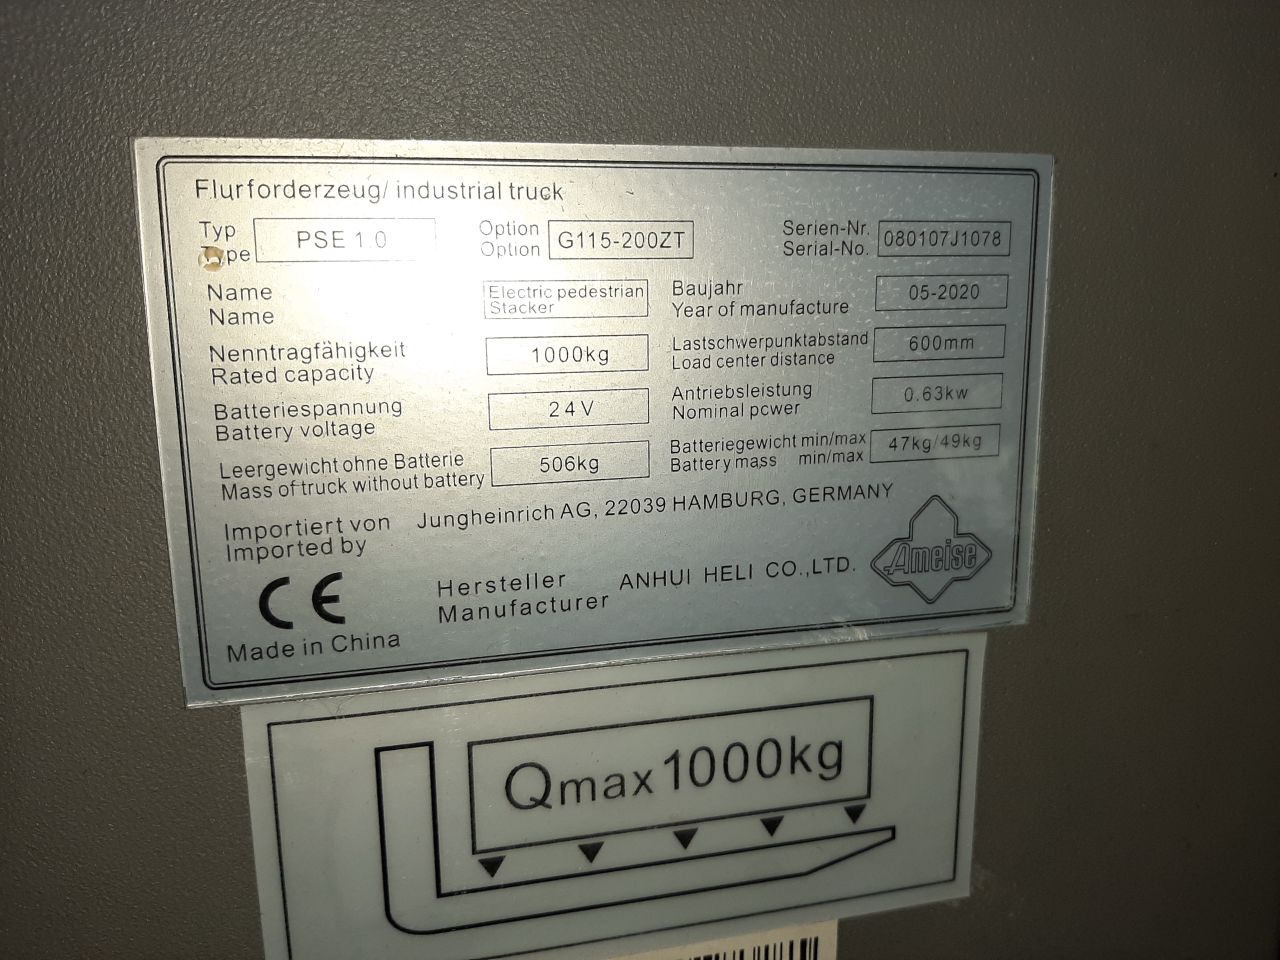 Flurforderzeug/ industrial truck
Typ
Type
PSE 1.0
Option
Option
G115-200ZT
Serien-Nr.
Serial-No.
080107J1078
Name
Name
Electric pedestrian
Stacker
Baujahr
Year of manufacture
05-2020
Nenntragfähigkeit
Rated capacity
1000kg
Lastschwerpunktabstand
Load center distance
600mm
Batteriespannung
Battery voltage
24V
Antriebsleistung
Nominal power
0.63kw
Leergewicht ohne Batterie
Mass of truck without battery
506kg
Batteriegewicht min/max
Battery mass min/max
47kg/49kg
Importiert von
Imported by
Jungheinrich AG, 22039 HAMBURG, GERMANY
CE
Hersteller
Manufacturer
ANHUI HELI CO.,LTD.
Ameise
Made in China
Qmax 1000kg